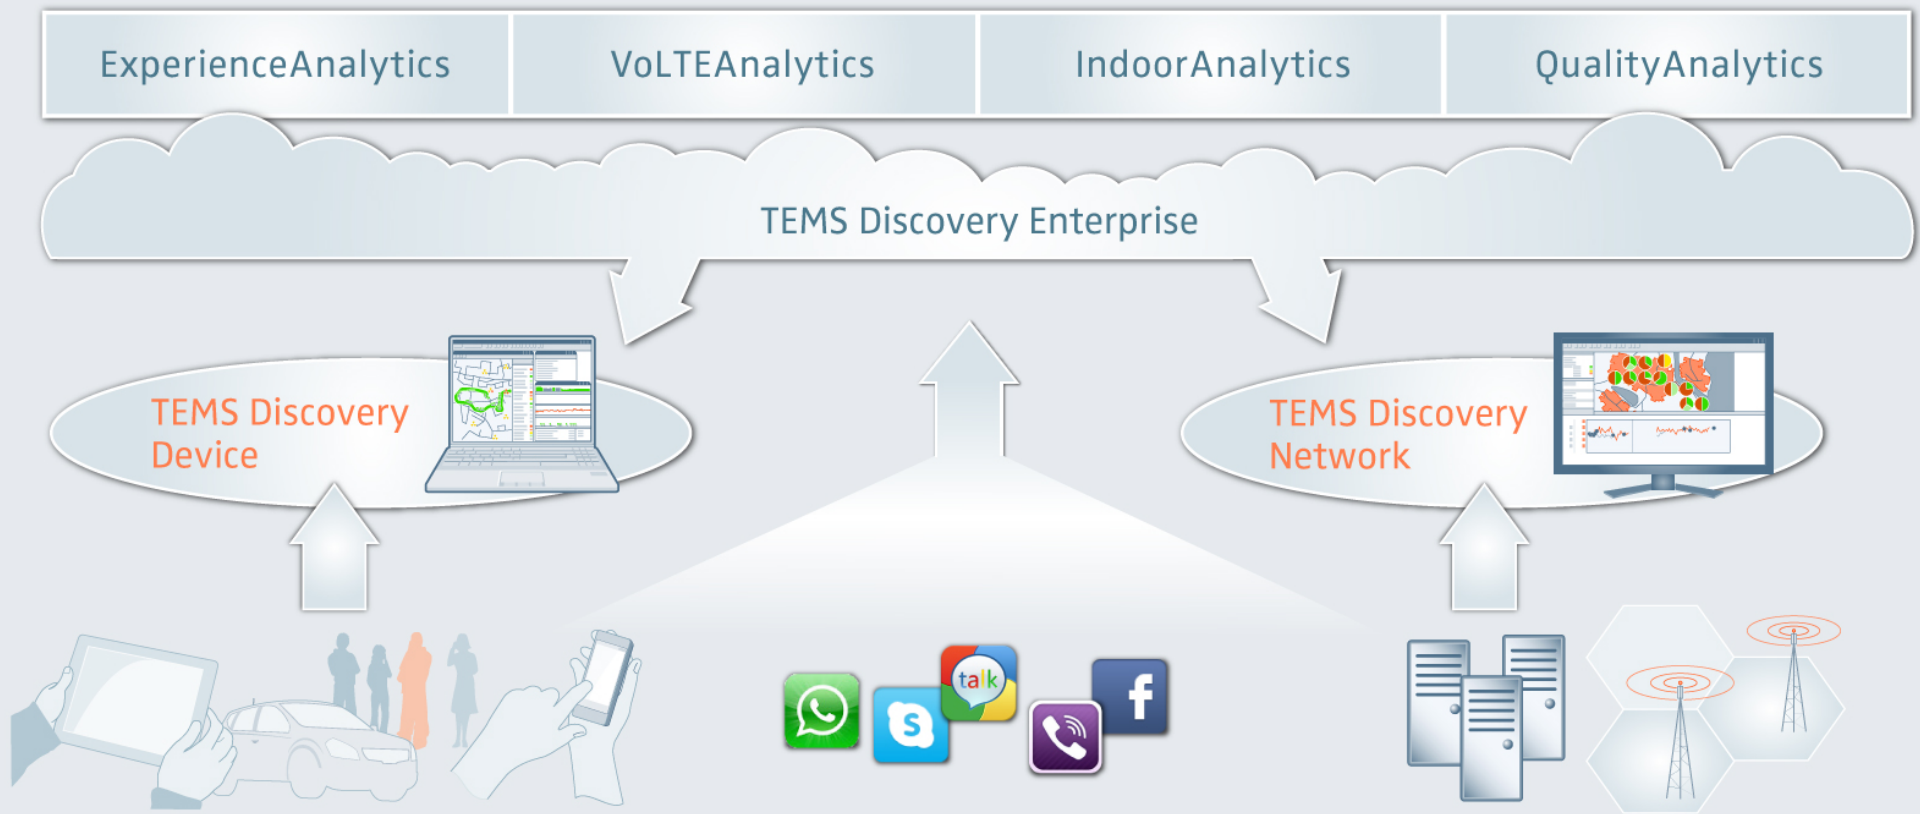 ExperienceAnalytics
VoLTEAnalytics
IndoorAnalytics
QualityAnalytics
TEMS Discovery Enterprise
TEMS Discovery
Device
TEMS Discovery
Network
S
talk
f